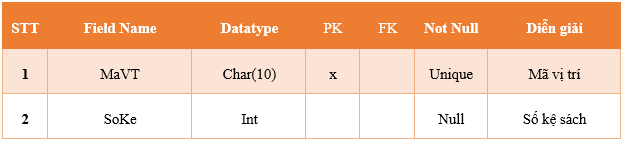 STT Field Name Datatype PK FK Not Null Diễn giải
1 MaVT Char(10) x Unique Mã vị trí
2 SoKe Int Null Số kệ sách